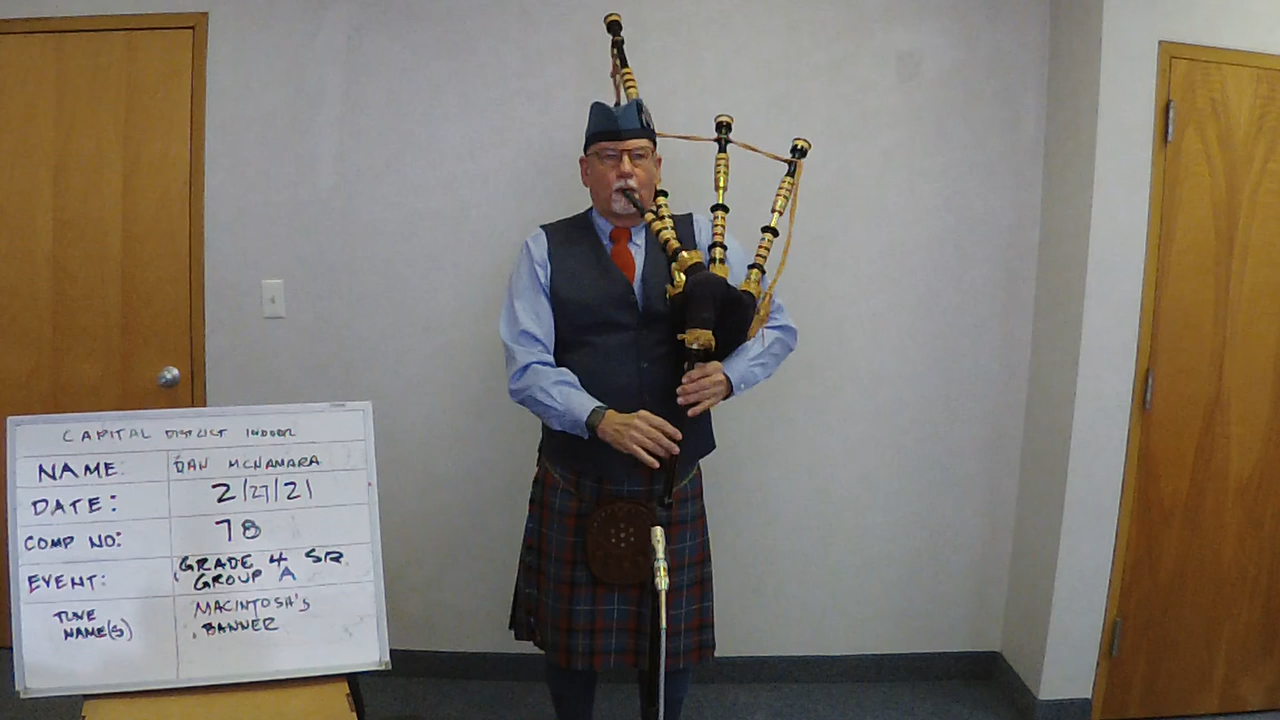 CAPITAL DISTRICT INDOOR
NAME: DAN MCNAMARA
DATE: 2/27/21
COMP NO: 78
EVENT: GRADE 4 SR
GROUP A
TUNE NAME(S) MACINTOSH'S
BANNER